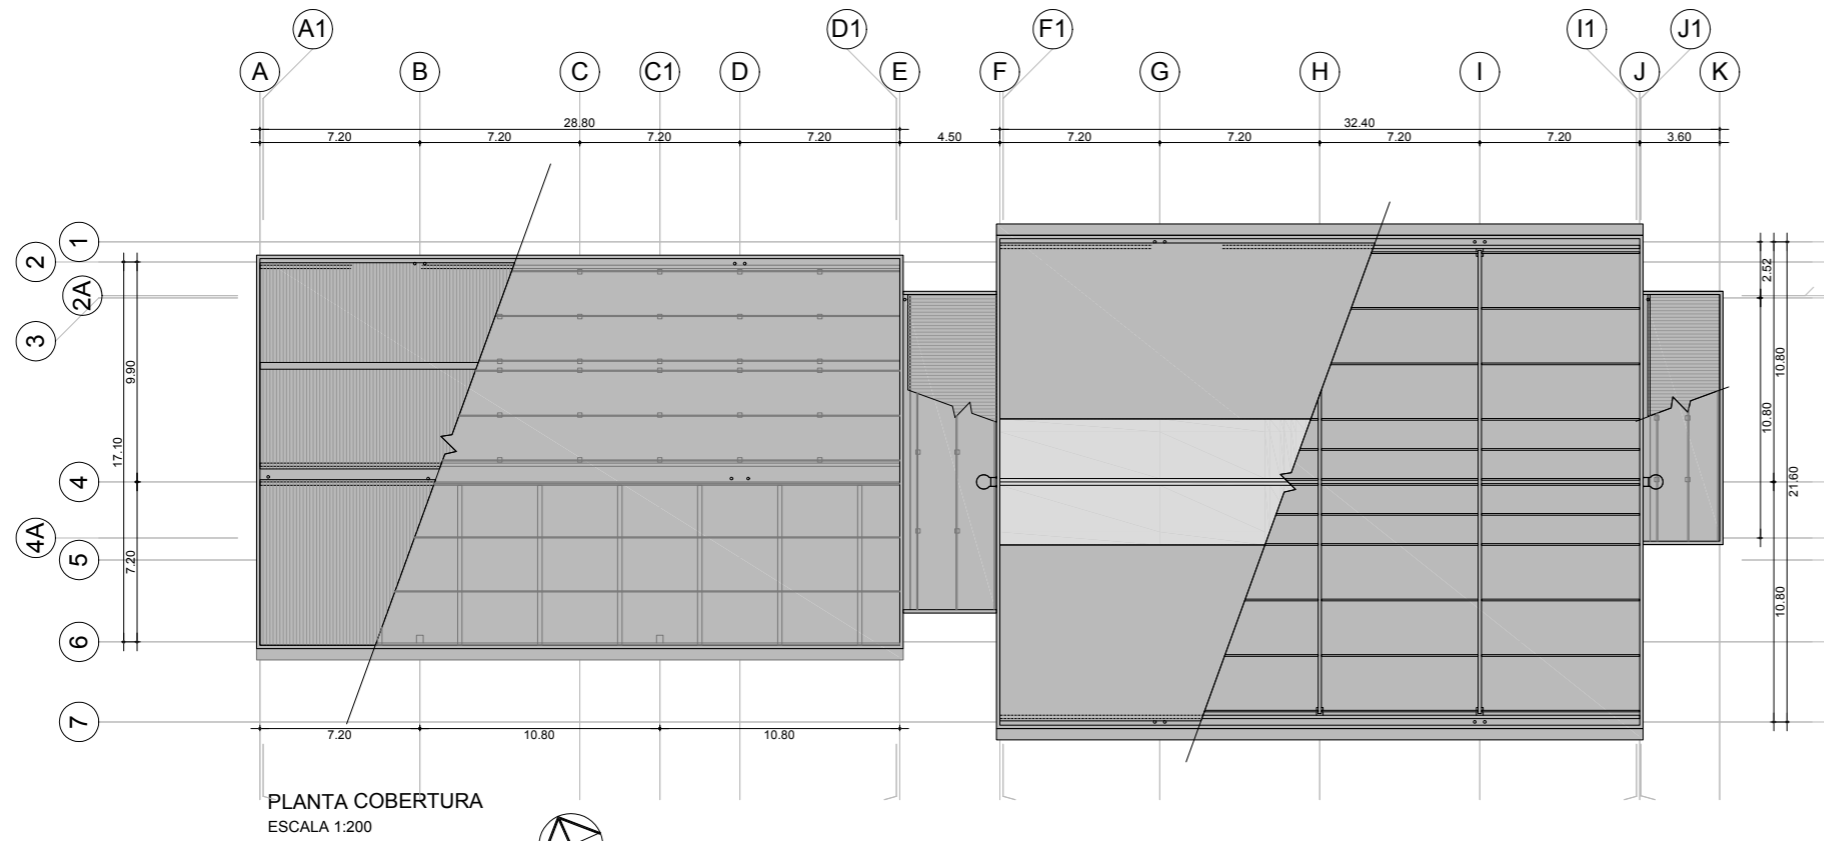 A1 D1 F1 I1 J1
A B C C1 D E F G H I J K
28.80 32.40
7.20 7.20 7.20 7.20 4.50 7.20 7.20 7.20 7.20 3.60
1
2
2A
3
4
4A
5
6
7
9.90
17.10
7.20
2.52
10.80
10.80
21.60
10.80
7.20 10.80 10.80
PLANTA COBERTURA
ESCALA 1:200